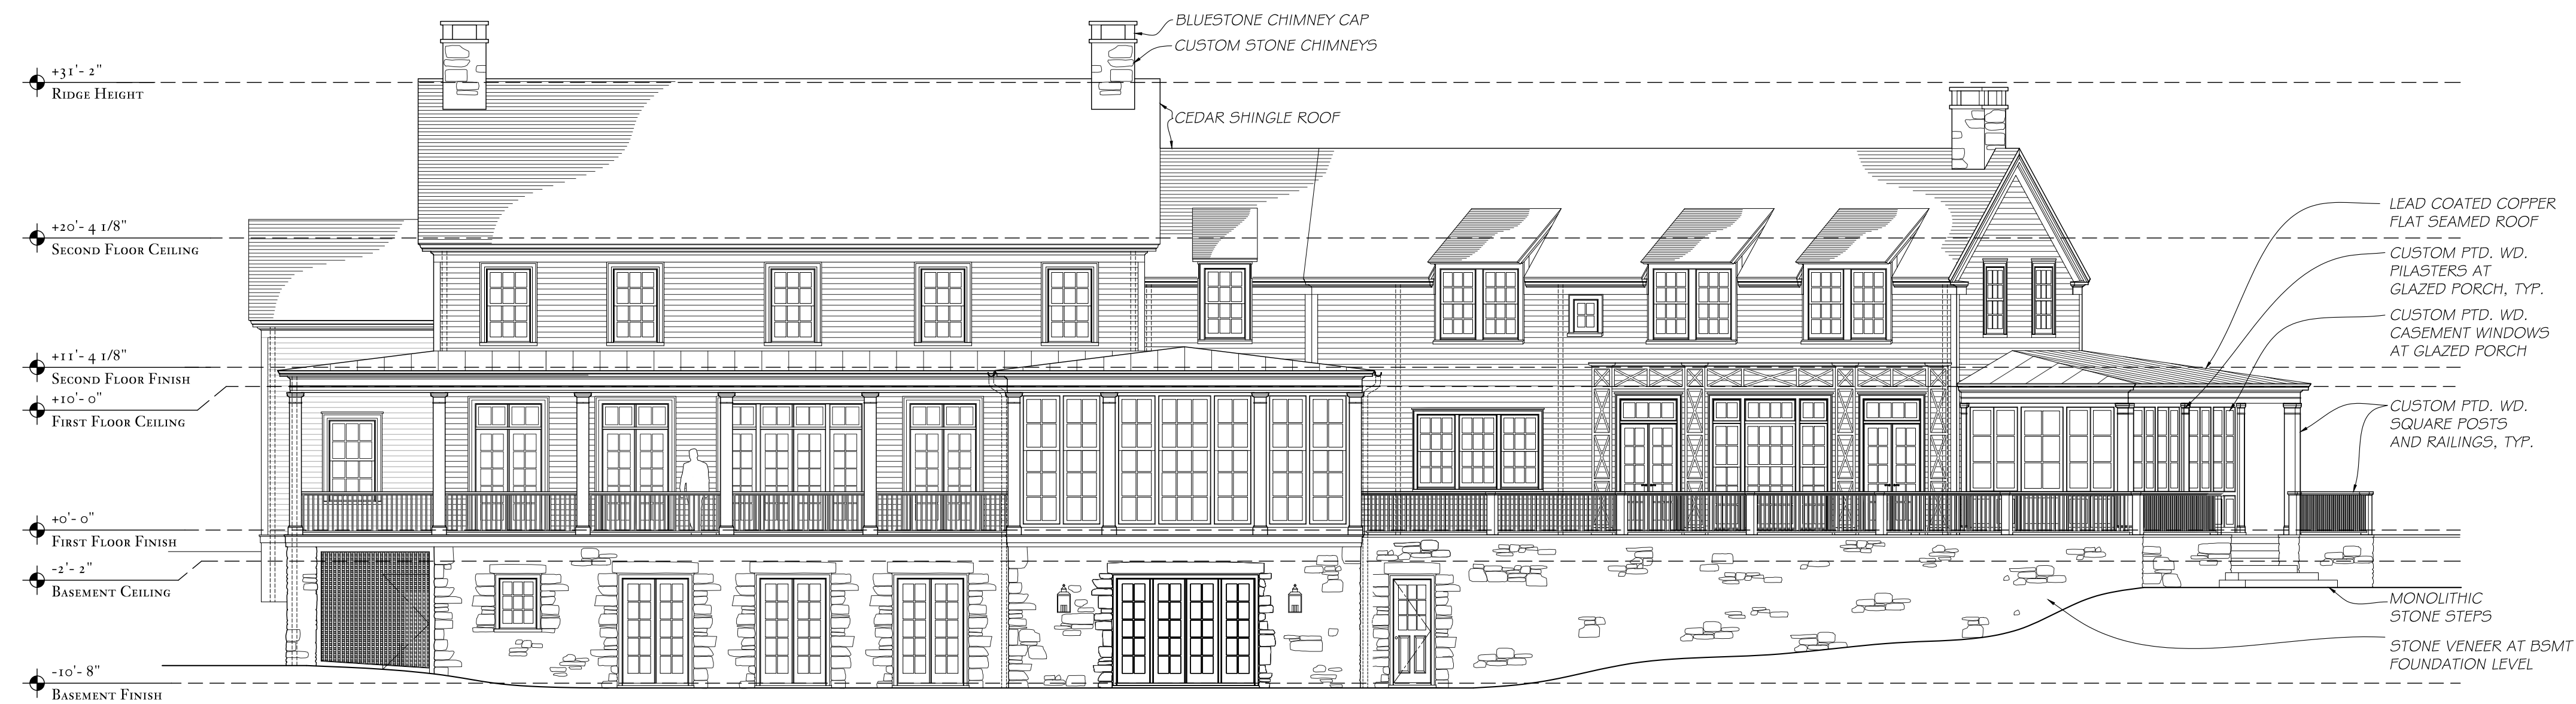 +31'- 2"
RIDGE HEIGHT
+20'- 4 1/8"
SECOND FLOOR CEILING
+11'- 4 1/8"
SECOND FLOOR FINISH
+10'- 0"
FIRST FLOOR CEILING
+0'- 0"
FIRST FLOOR FINISH
-2'- 2"
BASEMENT CEILING
-10'- 8"
BASEMENT FINISH
BLUESTONE CHIMNEY CAP
CUSTOM STONE CHIMNEYS
CEDAR SHINGLE ROOF
LEAD COATED COPPER
FLAT SEAMED ROOF
CUSTOM PTD. WD.
PILASTERS AT
GLAZED PORCH, TYP.
CUSTOM PTD. WD.
CASEMENT WINDOWS
AT GLAZED PORCH
CUSTOM PTD. WD.
SQUARE POSTS
AND RAILINGS, TYP.
MONOLITHIC
STONE STEPS
STONE VENEER AT BSMT
FOUNDATION LEVEL